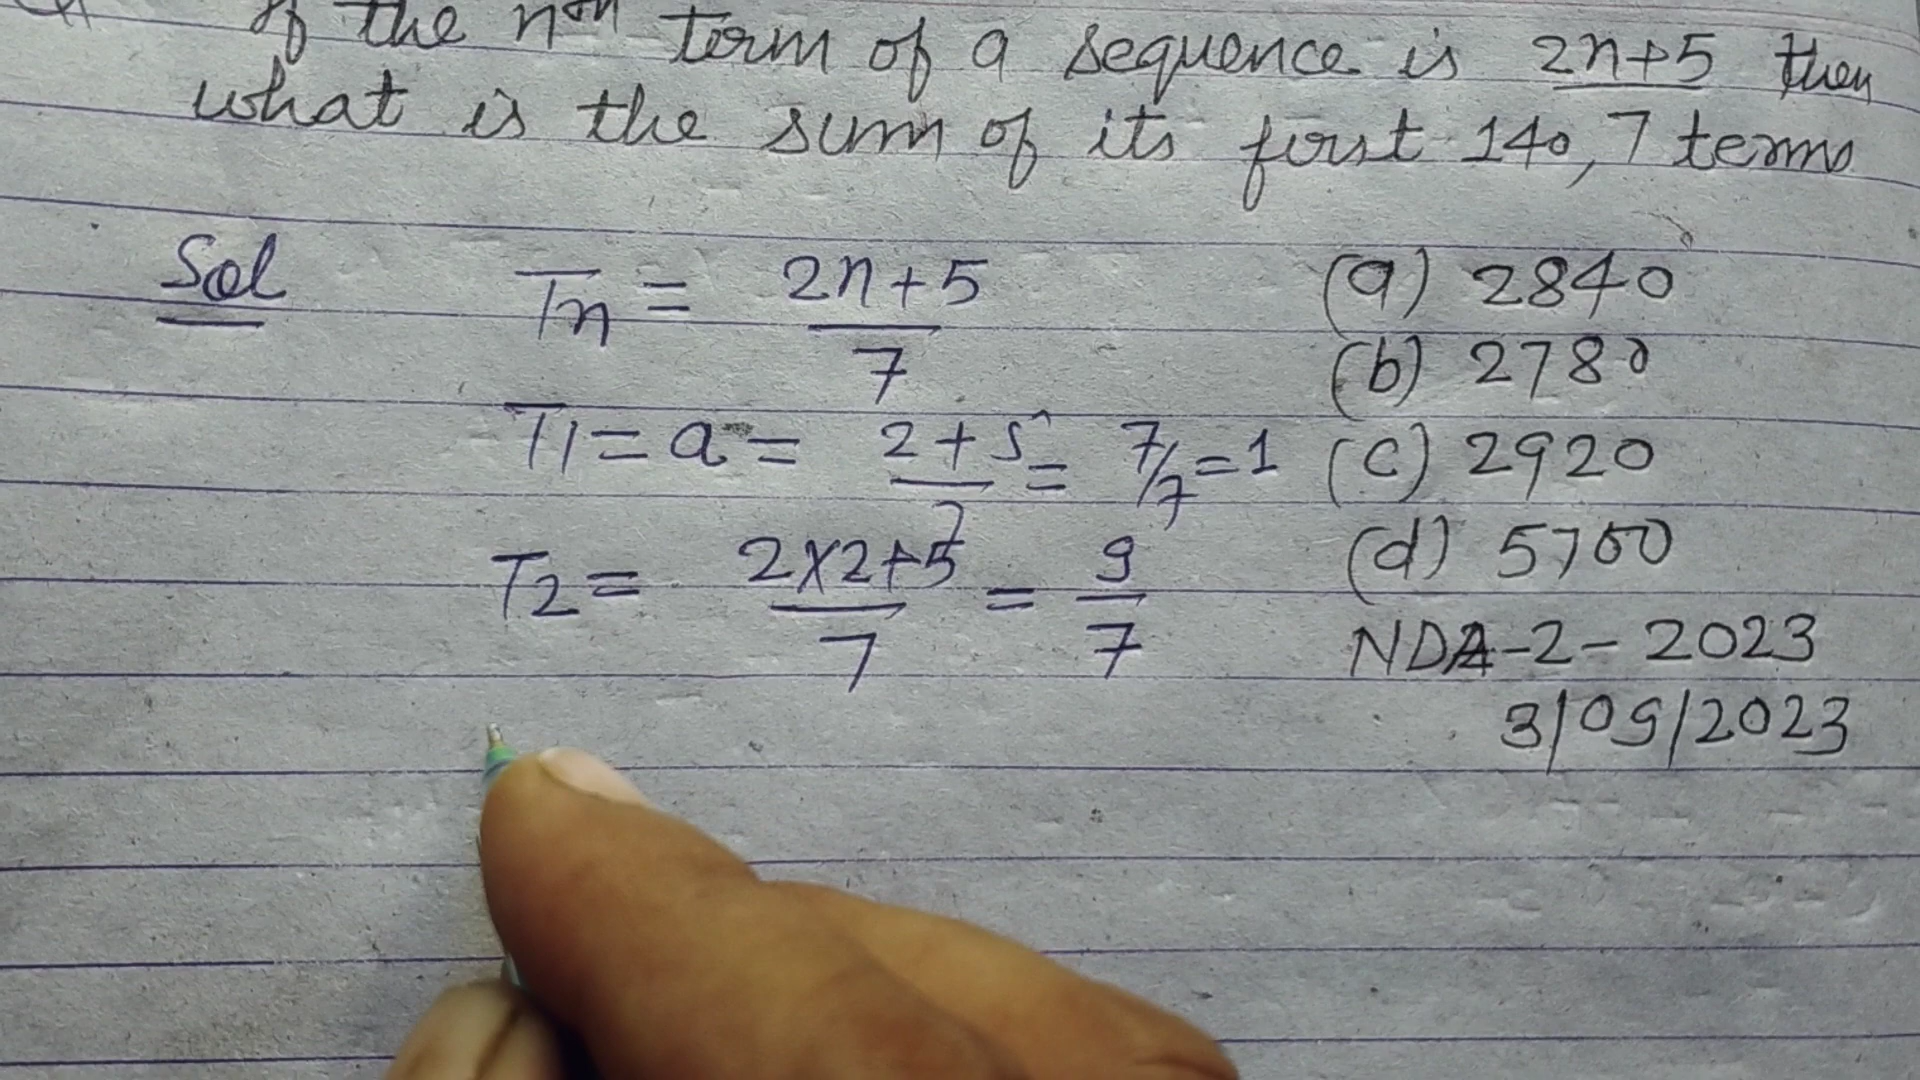 If the nth term of a sequence is 2n+5 then
what is the sum of its first 140, 7 terms
Sol
Tn = 2n+5
7
T1 = a = 2+5 = 7/7 = 1
7
T2 = 2x2+5 = 9
7 7
(a) 2840
(b) 2780
(c) 2920
(d) 5700
NDA-2-2023
3/09/2023